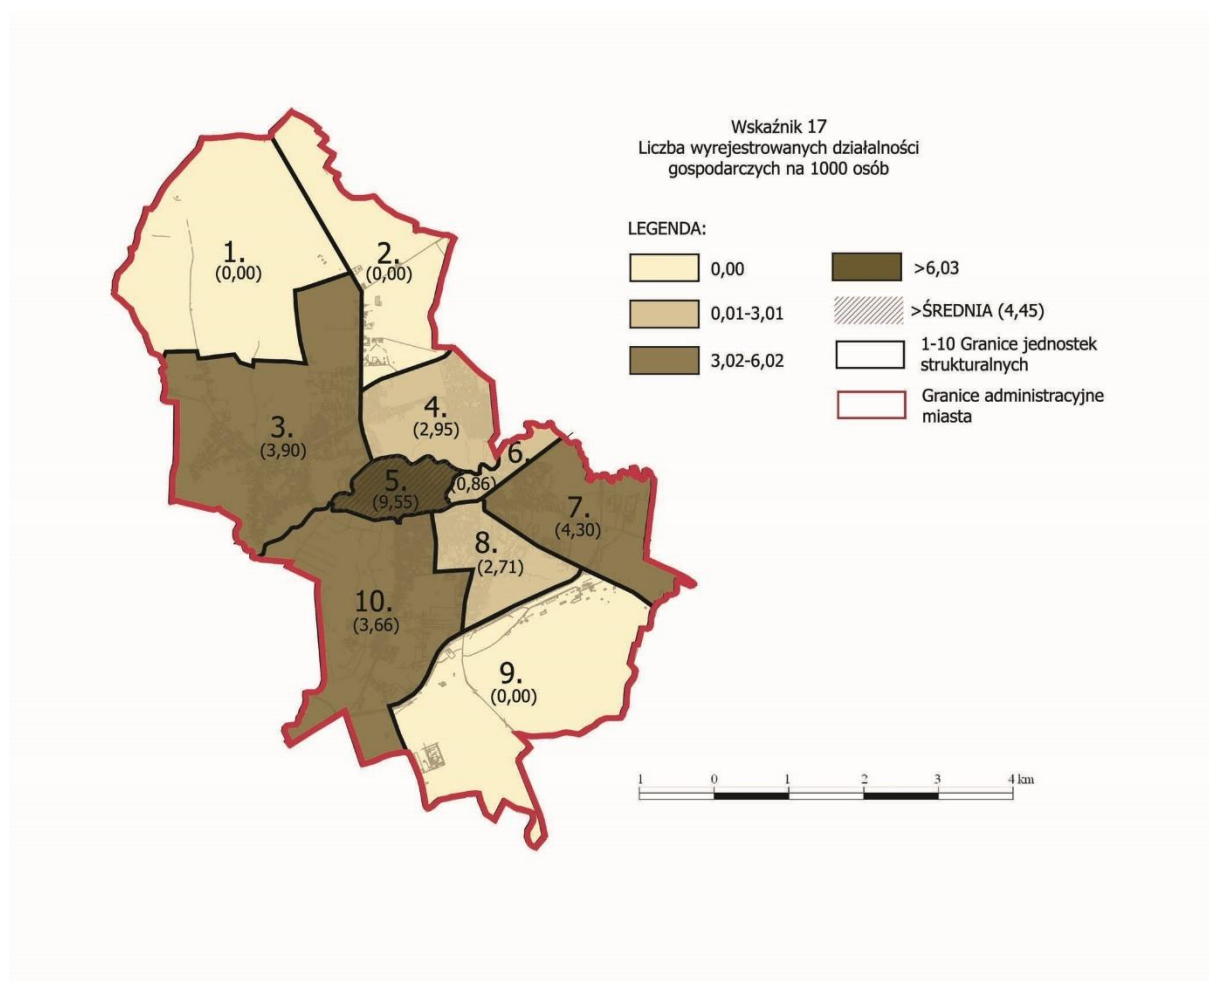 Wskaźnik 17
Liczba wyrejestrowanych działalności
gospodarczych na 1000 osób
LEGENDA:
0,00
0,01-3,01
3,02-6,02
>6,03
>ŚREDNIA (4,45)
1-10 Granice jednostek
strukturalnych
Granice administracyjne
miasta
1.
(0,00)
2.
(0,00)
3.
(3,90)
4.
(2,95)
5.
(9,55)
6.
(0,86)
7.
(4,30)
8.
(2,71)
9.
(0,00)
10.
(3,66)
1 0 1 2 3 4 km